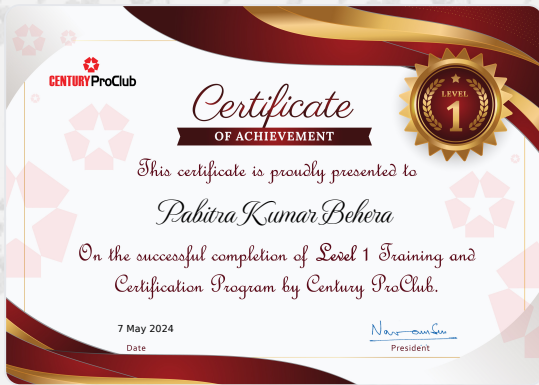 CENTURY ProClub
Certificate
OF ACHIEVEMENT
LEVEL
1
This certificate is proudly presented to
Pabitra Kumar Behera
On the successful completion of Level 1 Training and
Certification Program by Century ProClub.
7 May 2024
Date
President